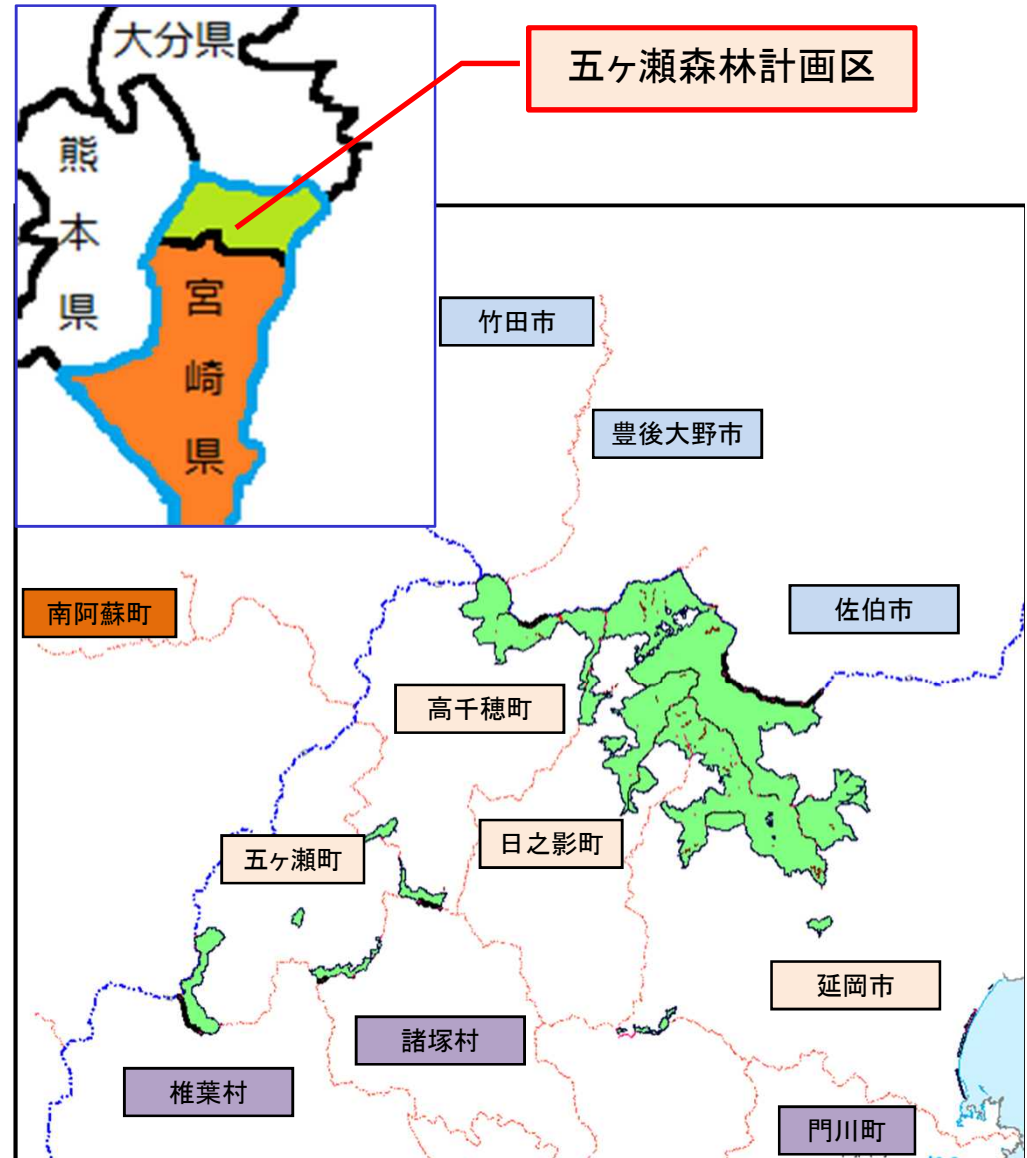 大分県
五ヶ瀬森林計画区
熊本県
宮崎県
竹田市
豊後大野市
南阿蘇町
佐伯市
高千穂町
五ヶ瀬町
日之影町
延岡市
諸塚村
椎葉村
門川町